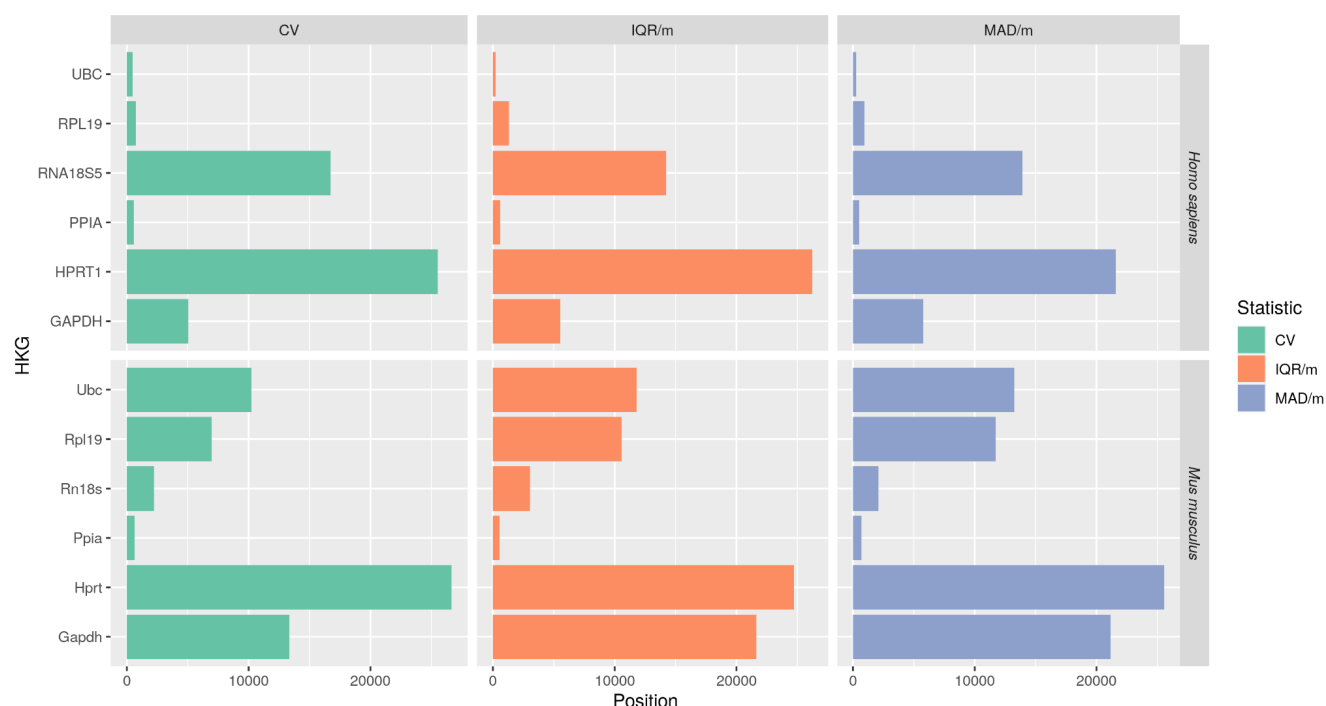 CV IQR/m MAD/m
UBC
RPL19
RNA18S5
PPIA
HPRT1
GAPDH
Homo sapiens
Ubc
Rpl19
Rn18s
Ppia
Hprt
Gapdh
Mus musculus
HKG
0 10000 20000 0 10000 20000 0 10000 20000
Position
Statistic
CV
IQR/m
MAD/m